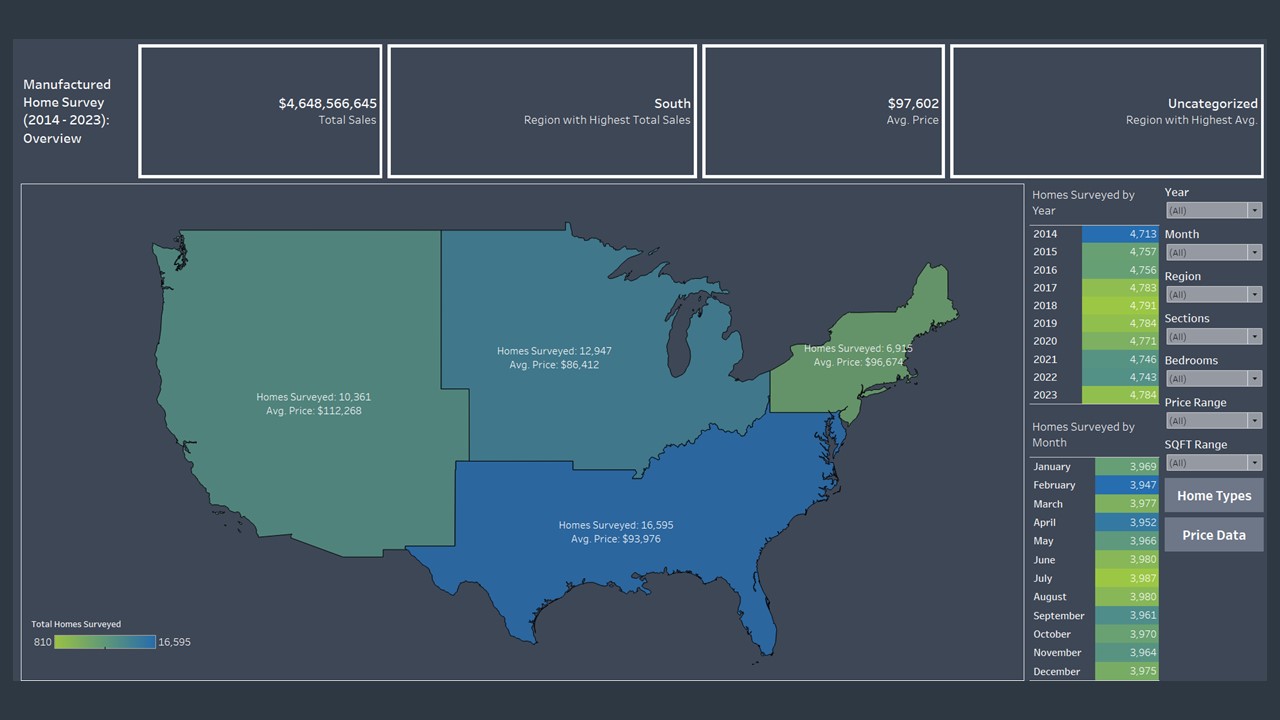 Manufactured
Home Survey
(2014 - 2023):
Overview
$4,648,566,645
Total Sales
South
Region with Highest Total Sales
$97,602
Avg. Price
Uncategorized
Region with Highest Avg.
Homes Surveyed: 10,361
Avg. Price: $112,268
Homes Surveyed: 12,947
Avg. Price: $86,412
Homes Surveyed: 6,915
Avg. Price: $96,674
Homes Surveyed: 16,595
Avg. Price: $93,976
Total Homes Surveyed
810 16,595
Homes Surveyed by
Year
2014 4,713
2015 4,757
2016 4,756
2017 4,783
2018 4,791
2019 4,784
2020 4,771
2021 4,746
2022 4,743
2023 4,784
Homes Surveyed by
Month
January 3,969
February 3,947
March 3,977
April 3,952
May 3,966
June 3,980
July 3,987
August 3,980
September 3,961
October 3,970
November 3,964
December 3,975
Year
(All)
Month
(All)
Region
(All)
Sections
(All)
Bedrooms
(All)
Price Range
(All)
SQFT Range
(All)
Home Types
Price Data